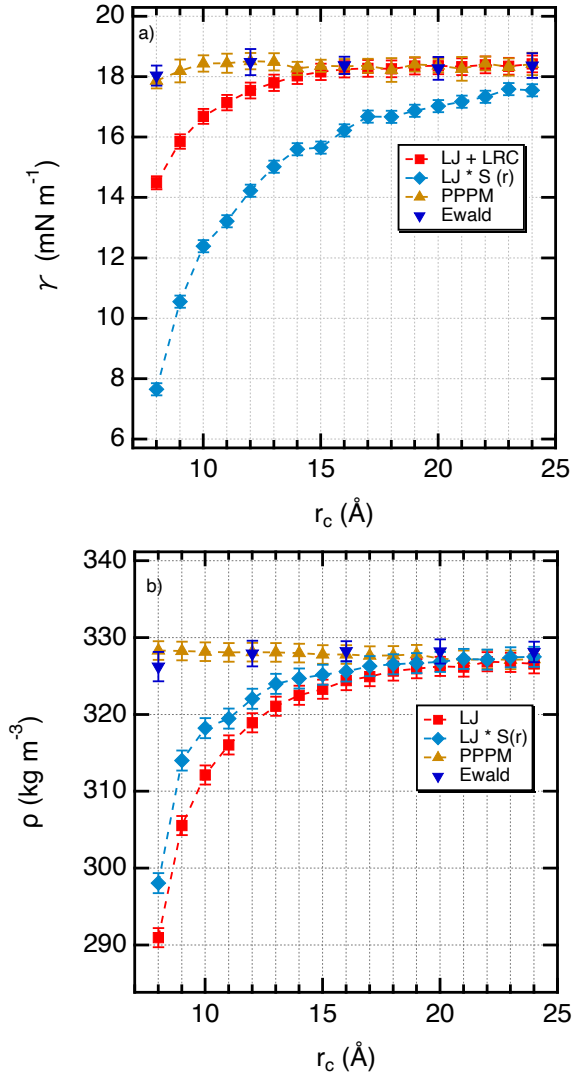 a)
20
18
16
14
12
10
8
6
γ (mN m⁻¹)
LJ + LRC
LJ * S (r)
PPPM
Ewald
10 15 20 25
r_c (Å)
b)
340
330
320
310
300
290
ρ (kg m⁻³)
LJ
LJ * S(r)
PPPM
Ewald
10 15 20 25
r_c (Å)